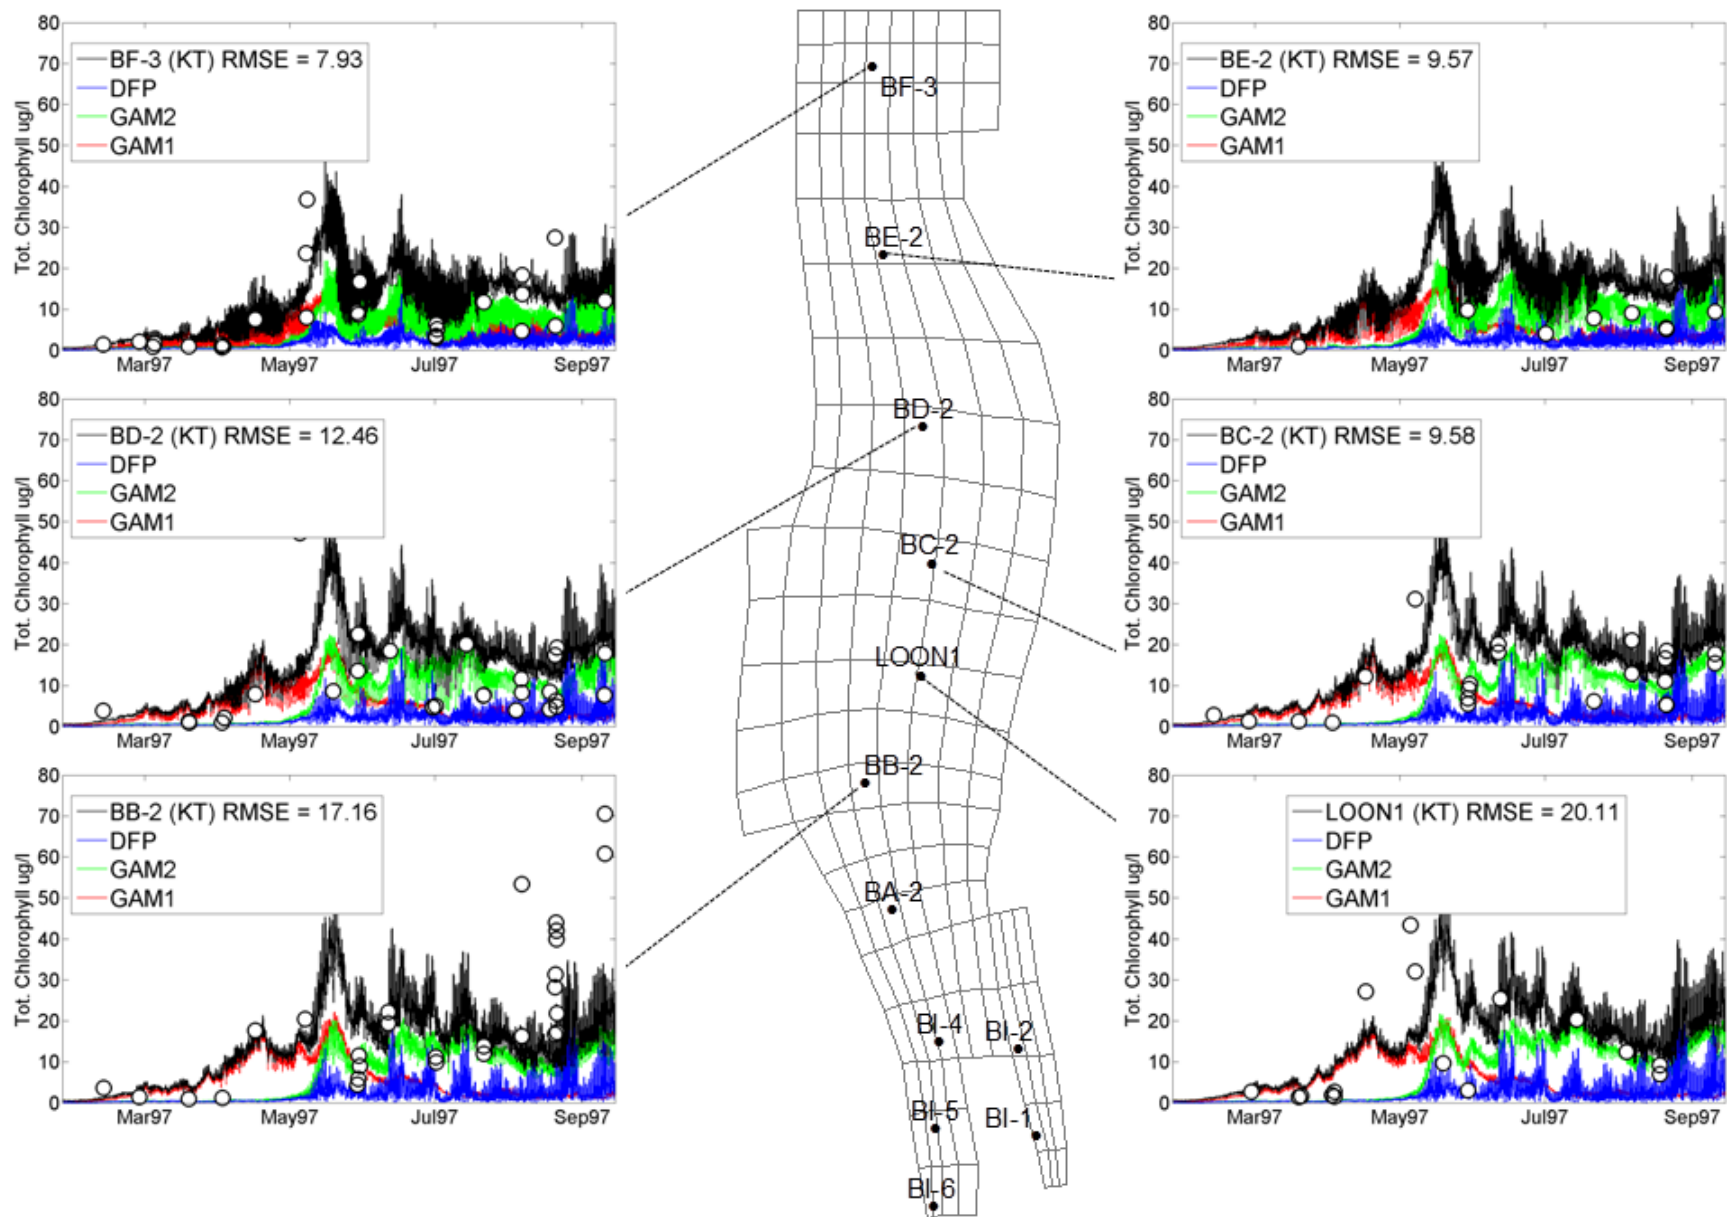 80
70
60
50
40
30
20
10
0
Tot. Chlorophyll ug/l
BF-3 (KT) RMSE = 7.93
DFP
GAM2
GAM1
Mar97 May97 Jul97 Sep97
80
70
60
50
40
30
20
10
0
Tot. Chlorophyll ug/l
BD-2 (KT) RMSE = 12.46
DFP
GAM2
GAM1
Mar97 May97 Jul97 Sep97
80
70
60
50
40
30
20
10
0
Tot. Chlorophyll ug/l
BB-2 (KT) RMSE = 17.16
DFP
GAM2
GAM1
Mar97 May97 Jul97 Sep97
BF-3
BE-2
BD-2
BC-2
LOON1
BB-2
BA-2
BI-4 BI-2
BI-5 BI-1
BI-6
80
70
60
50
40
30
20
10
0
Tot. Chlorophyll ug/l
BE-2 (KT) RMSE = 9.57
DFP
GAM2
GAM1
Mar97 May97 Jul97 Sep97
80
70
60
50
40
30
20
10
0
Tot. Chlorophyll ug/l
BC-2 (KT) RMSE = 9.58
DFP
GAM2
GAM1
Mar97 May97 Jul97 Sep97
80
70
60
50
40
30
20
10
0
Tot. Chlorophyll ug/l
LOON1 (KT) RMSE = 20.11
DFP
GAM2
GAM1
Mar97 May97 Jul97 Sep97